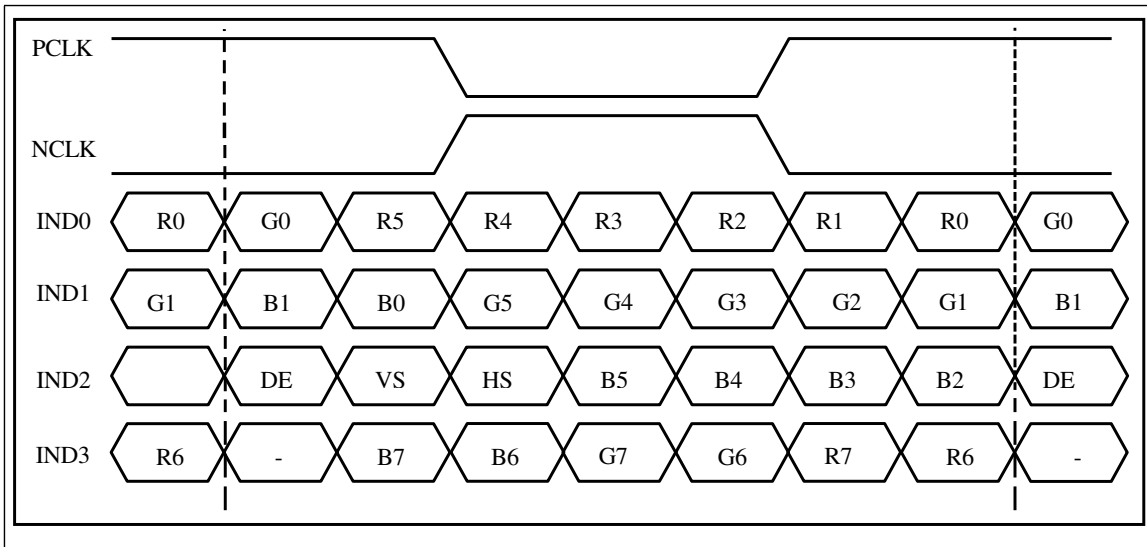 PCLK
NCLK
IND0 R0 G0 R5 R4 R3 R2 R1 R0 G0
IND1 G1 B1 B0 G5 G4 G3 G2 G1 B1
IND2 DE VS HS B5 B4 B3 B2 DE
IND3 R6 - B7 B6 G7 G6 R7 R6 -